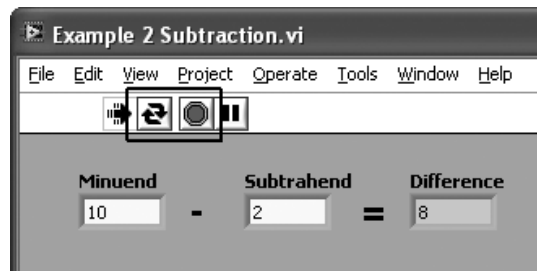 Example 2 Subtraction.vi
File Edit View Project Operate Tools Window Help
Minuend Subtrahend Difference
10 - 2 = 8